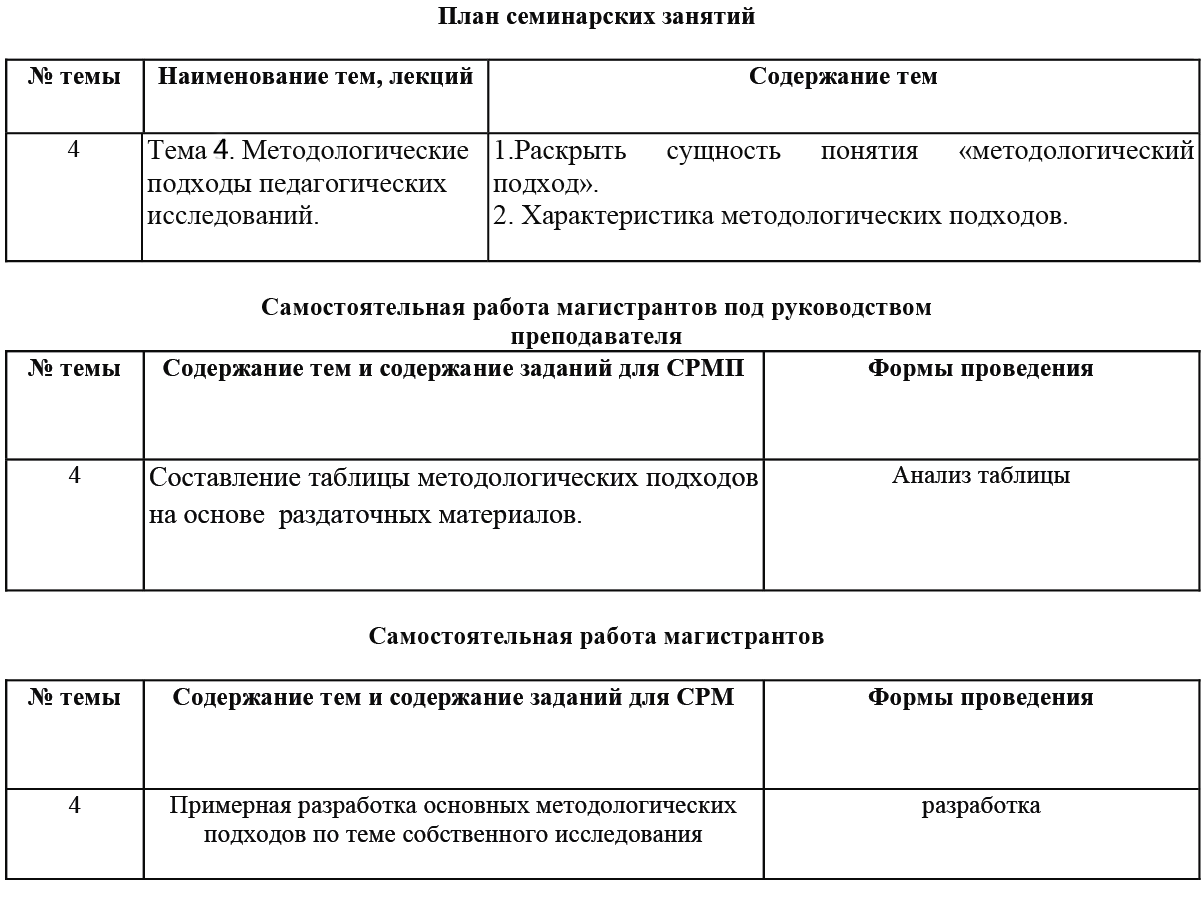 План семинарских занятий
№ темы
Наименование тем, лекций
Содержание тем
4
Тема 4. Методологические
подходы педагогических
исследований.
1.Раскрыть сущность понятия «методологический
подход».
2. Характеристика методологических подходов.
Самостоятельная работа магистрантов под руководством
преподавателя
№ темы
Содержание тем и содержание заданий для СРМП
Формы проведения
4
Составление таблицы методологических подходов
на основе раздаточных материалов.
Анализ таблицы
Самостоятельная работа магистрантов
№ темы
Содержание тем и содержание заданий для СРМ
Формы проведения
4
Примерная разработка основных методологических
подходов по теме собственного исследования
разработка